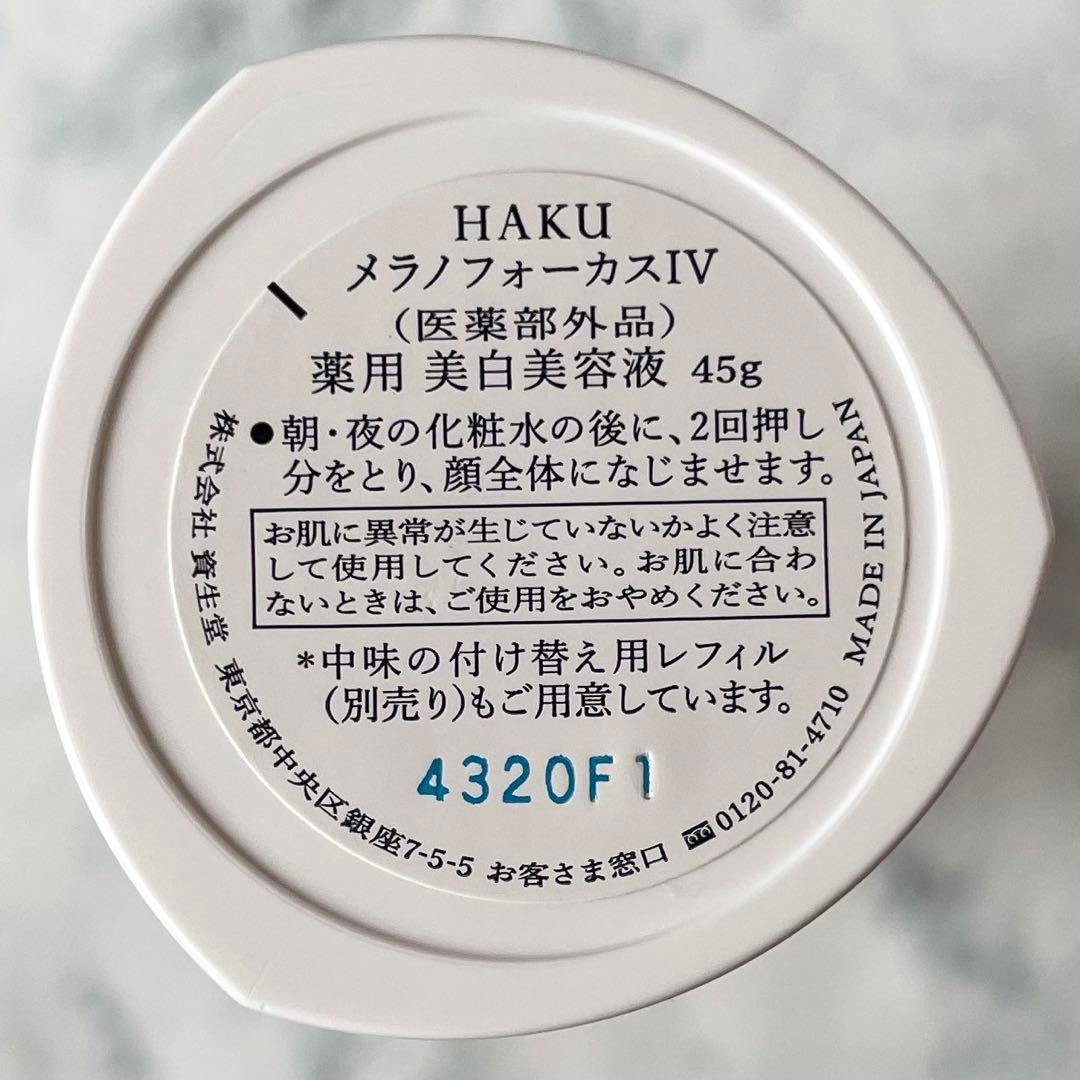 HAKU
メラノフォーカスIV
（医薬部外品）
薬用 美白美容液 45g
●朝・夜の化粧水の後に、2回押し
分をとり、顔全体になじませます。
お肌に異常が生じていないかよく注意
して使用してください。お肌に合わ
ないときは、ご使用をおやめください。
*中味の付け替え用レフィル
(別売り)もご用意しています。
4320F1
株式会社 資生堂 東京都中央区銀座7-5-5 お客さま窓口 0120-81-4710 MADE IN JAPAN